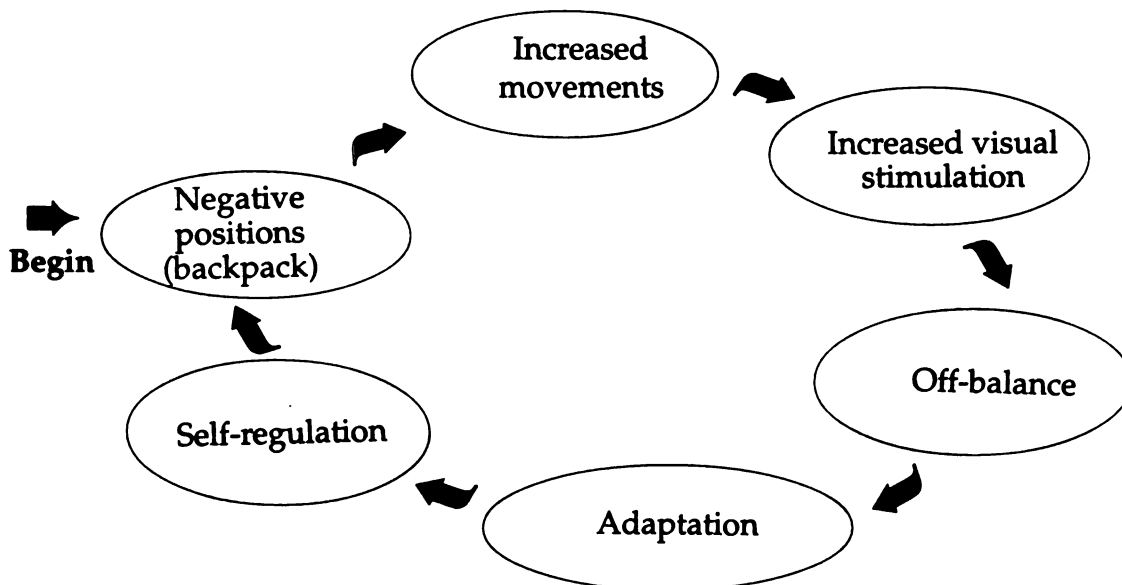 Begin
Negative
positions
(backpack)
Increased
movements
Increased visual
stimulation
Off-balance
Adaptation
Self-regulation